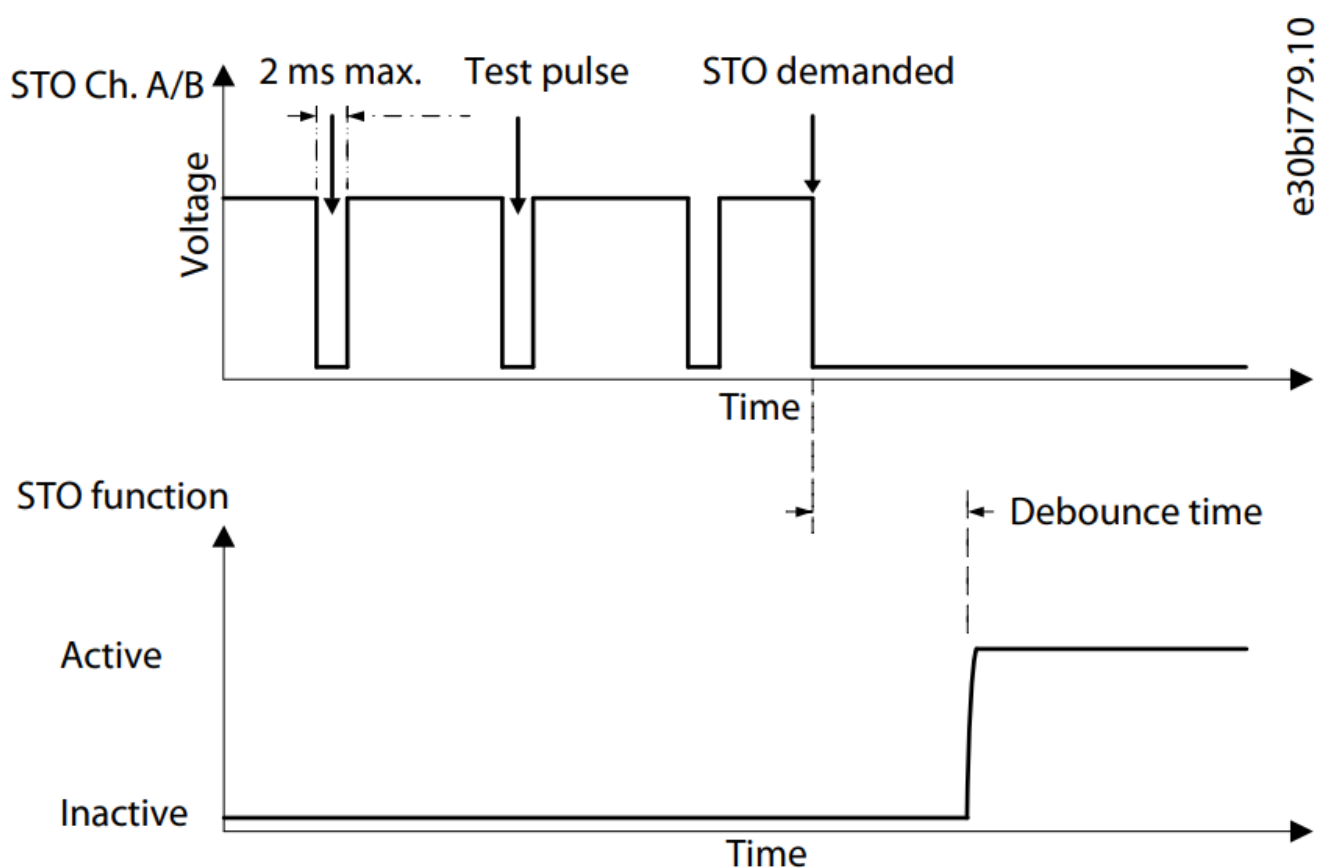 STO Ch. A/B
2 ms max.
Test pulse
STO demanded
e30bi779.10
Voltage
Time
STO function
Debounce time
Active
Inactive
Time